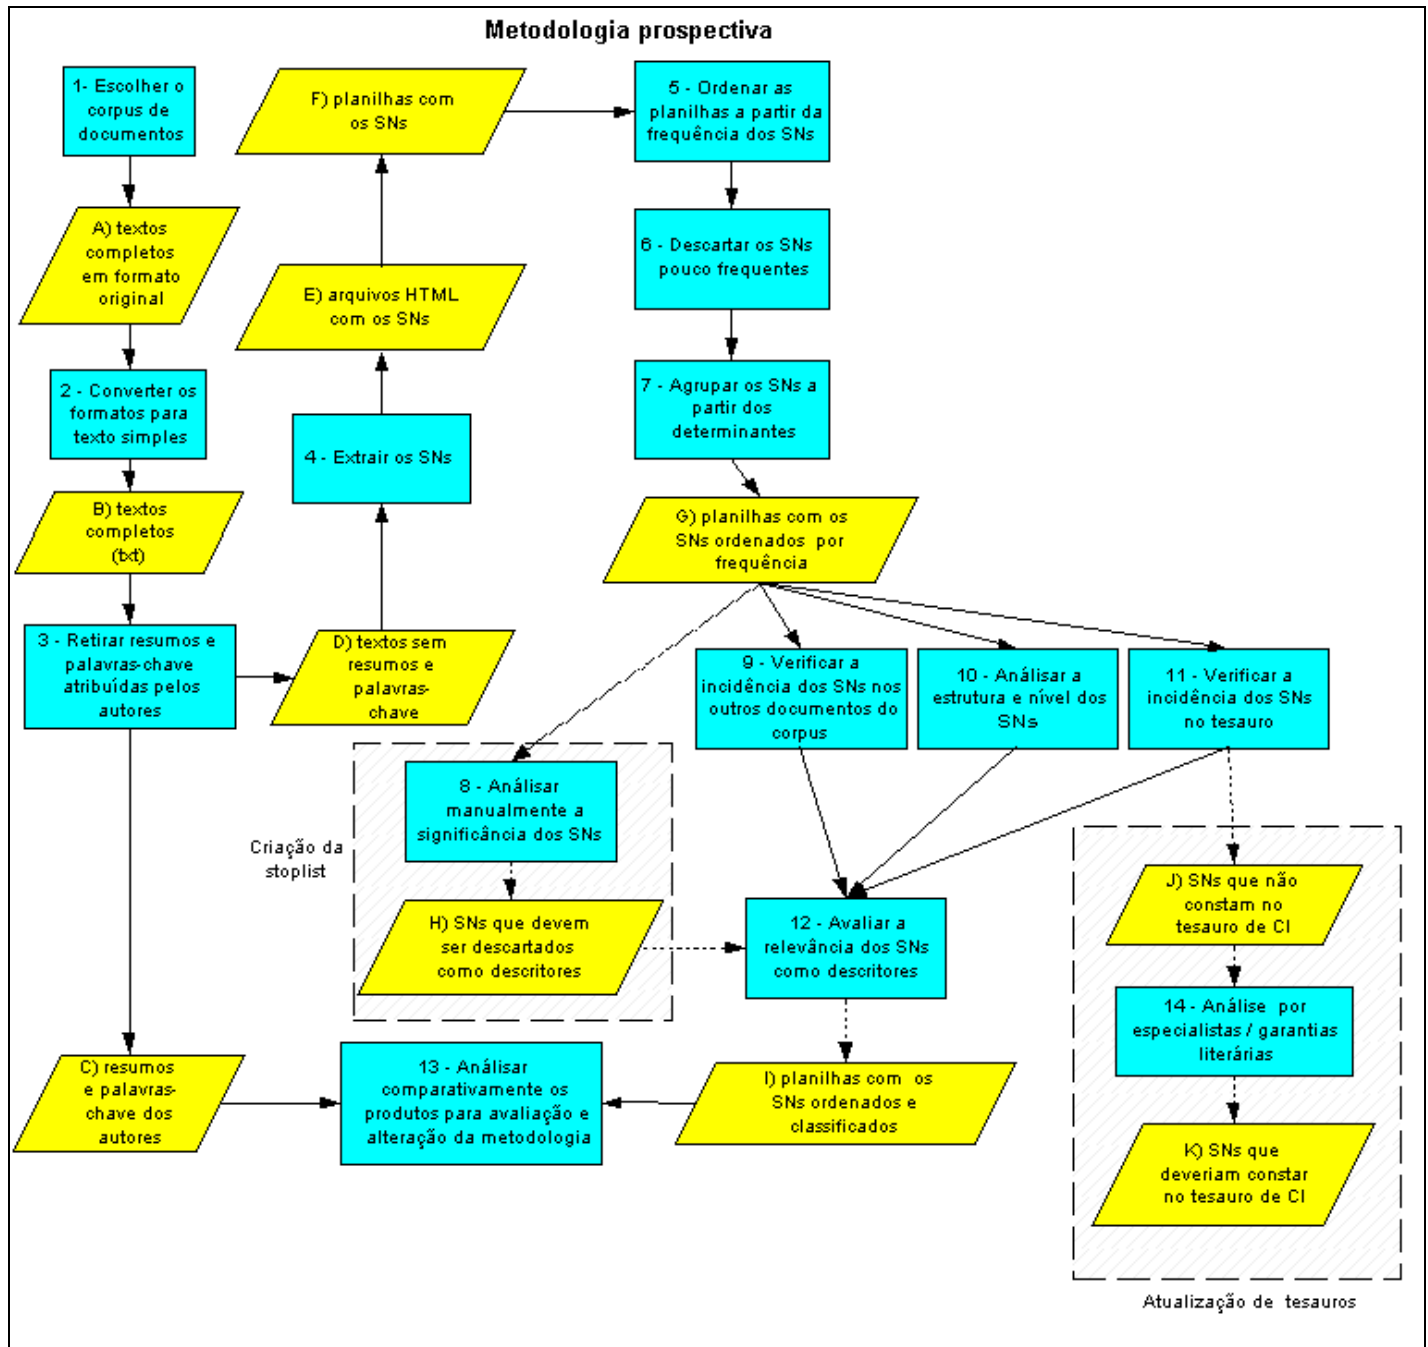 Metodologia prospectiva
1- Escolher o
corpus de
documentos
A) textos
completos
em formato
original
2 - Converter os
formatos para
texto simples
B) textos
completos
(txt)
3 - Retirar resumos e
palavras-chave
atribuídas pelos
autores
C) resumos
e palavras-
chave dos
autores
D) textos sem
resumos e
palavras-
chave
4 - Extrair os SNs
E) arquivos HTML
com os SNs
F) planilhas com
os SNs
5 - Ordenar as
planilhas a partir da
frequência dos SNs
6 - Descartar os SNs
pouco frequentes
7 - Agrupar os SNs a
partir dos
determinantes
G) planilhas com os
SNs ordenados por
frequência
Criação da
stoplist
8 - Análisar
manualmente a
significância dos SNs
H) SNs que devem
ser descartados
como descritores
9 - Verificar a
incidência dos SNs nos
outros documentos do
corpus
10 - Análisar a
estrutura e nível dos
SNs
11 - Verificar a
incidência dos SNs
no tesauro
12 - Avaliar a
relevância dos SNs
como descritores
I) planilhas com os
SNs ordenados e
classificados
13 - Análisar
comparativamente os
produtos para avaliação e
alteração da metodologia
J) SNs que não
constam no
tesauro de CI
14 - Análise por
especialistas / garantias
literárias
K) SNs que
deveriam constar
no tesauro de CI
Atualização de tesauros